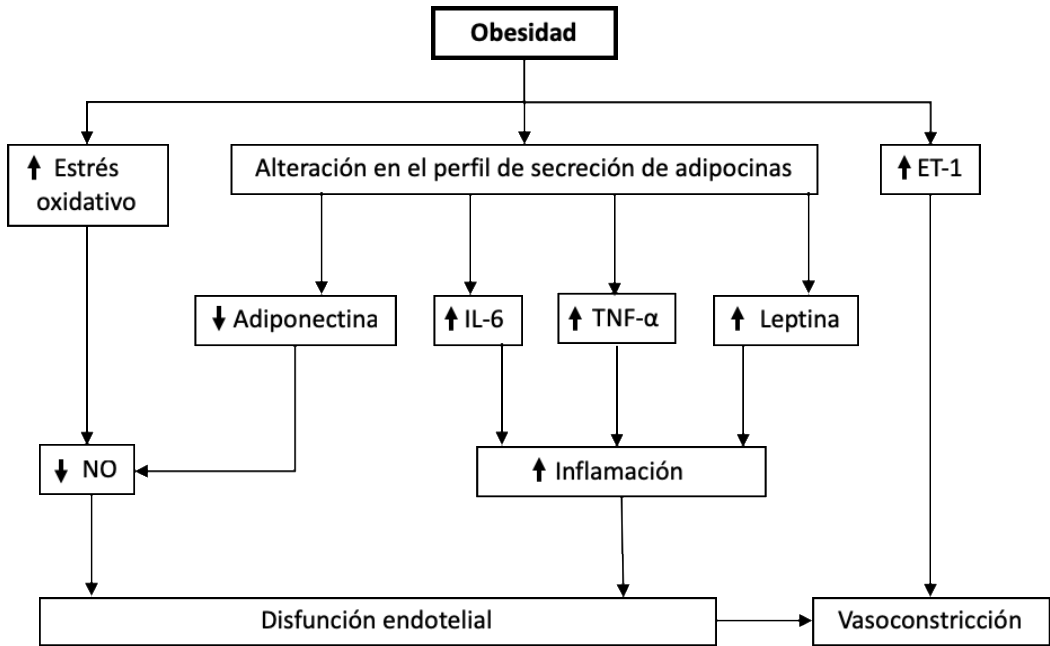 Obesidad
Estrés
oxidativo
Alteración en el perfil de secreción de adipocinas
ET-1
Adiponectina
IL-6
TNF-α
Leptina
NO
Inflamación
Disfunción endotelial
Vasoconstricción